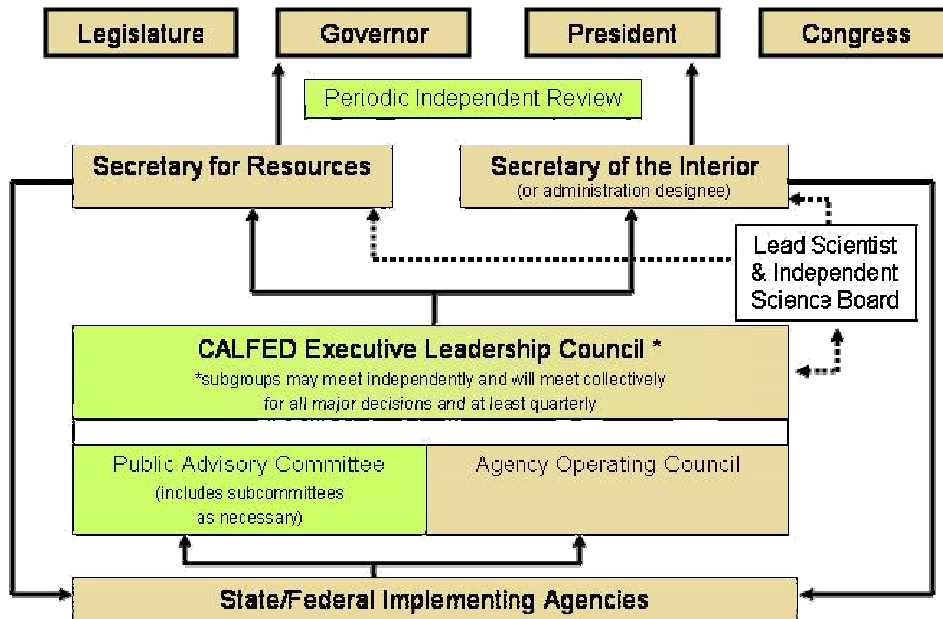 Legislature
Governor
President
Congress
Periodic Independent Review
Secretary for Resources
Secretary of the Interior
(or administration designee)
Lead Scientist
& Independent
Science Board
CALFED Executive Leadership Council *
*subgroups may meet independently and will meet collectively
for all major decisions and at least quarterly
Public Advisory Committee
(includes subcommittees
as necessary)
Agency Operating Council
State/Federal Implementing Agencies